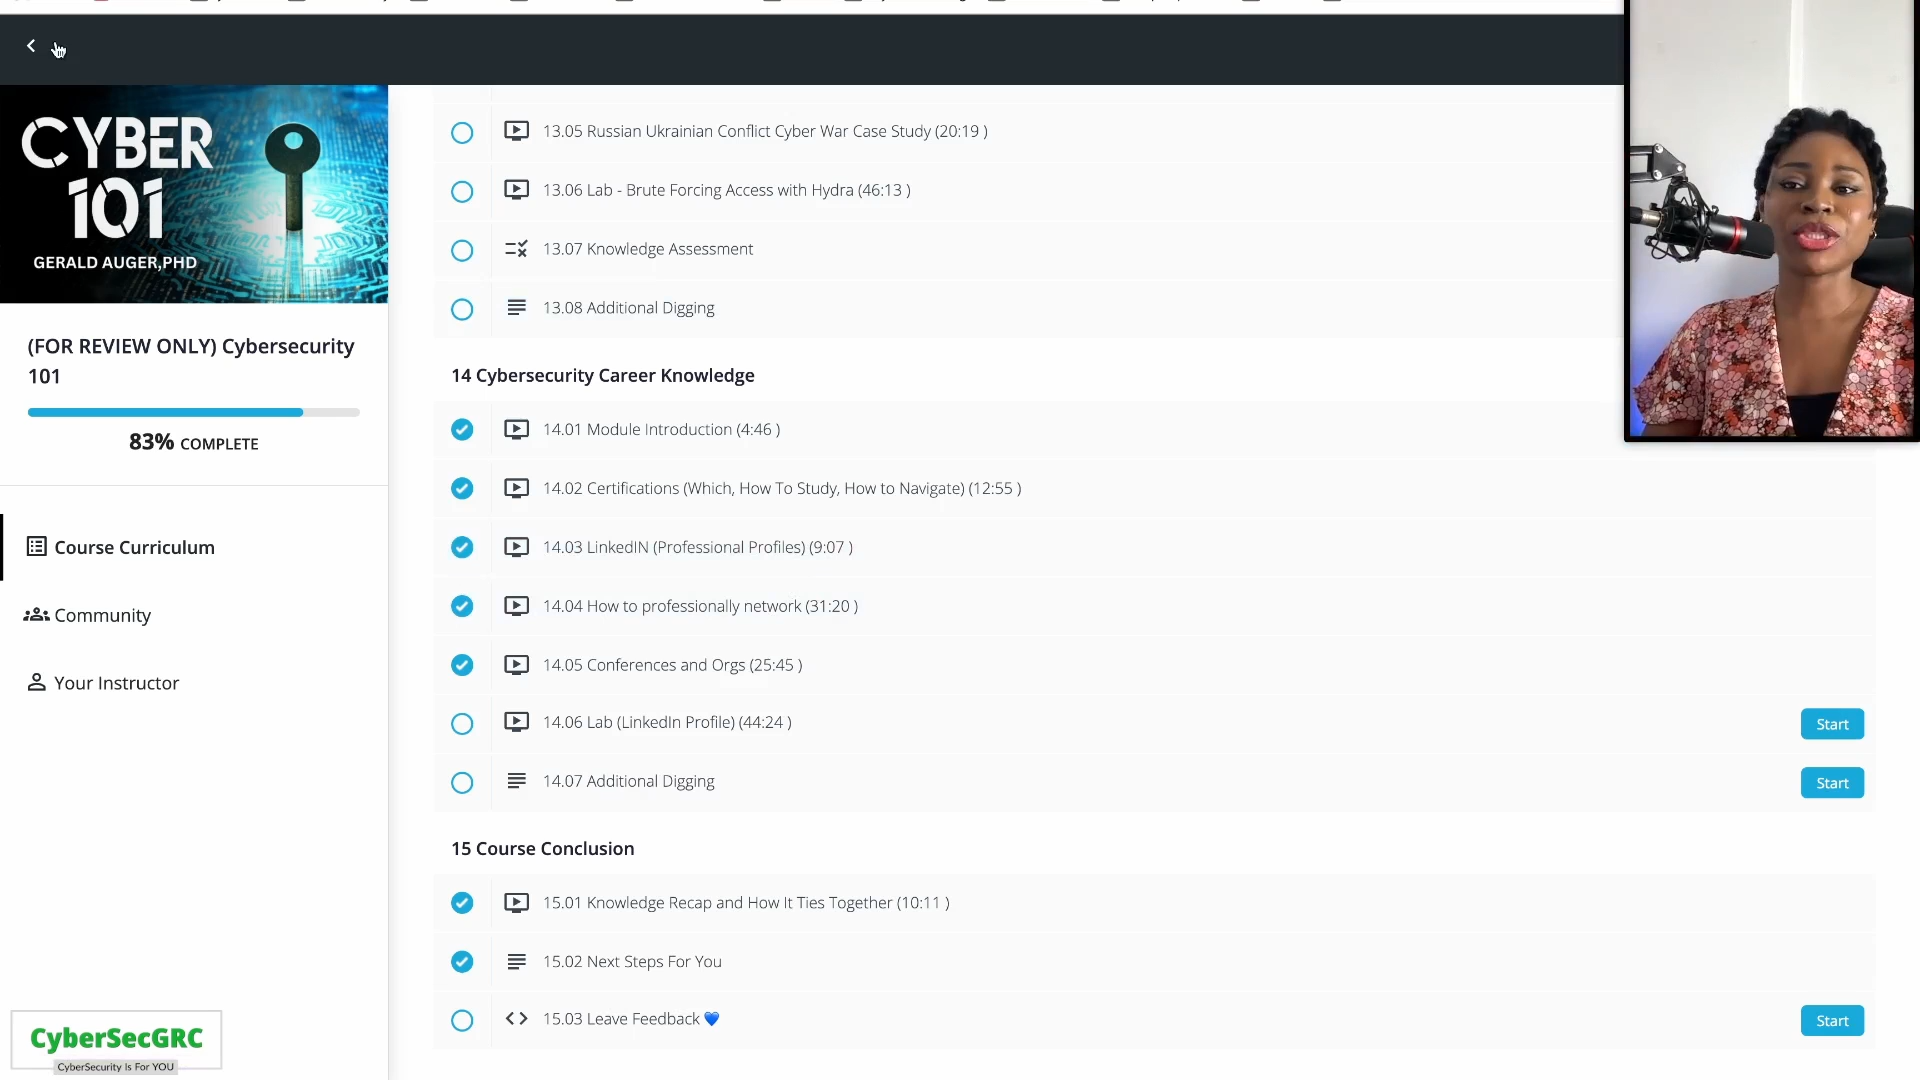 CYBER
101
GERALD AUGER,PHD
(FOR REVIEW ONLY) Cybersecurity
101
83% COMPLETE
Course Curriculum
Community
Your Instructor
CyberSecGRC
CyberSecurity Is For YOU
13.05 Russian Ukrainian Conflict Cyber War Case Study (20:19 )
13.06 Lab - Brute Forcing Access with Hydra (46:13 )
13.07 Knowledge Assessment
13.08 Additional Digging
14 Cybersecurity Career Knowledge
14.01 Module Introduction (4:46 )
14.02 Certifications (Which, How To Study, How to Navigate) (12:55 )
14.03 LinkedIN (Professional Profiles) (9:07 )
14.04 How to professionally network (31:20 )
14.05 Conferences and Orgs (25:45 )
14.06 Lab (LinkedIn Profile) (44:24 )
Start
14.07 Additional Digging
Start
15 Course Conclusion
15.01 Knowledge Recap and How It Ties Together (10:11 )
15.02 Next Steps For You
15.03 Leave Feedback 💙
Start